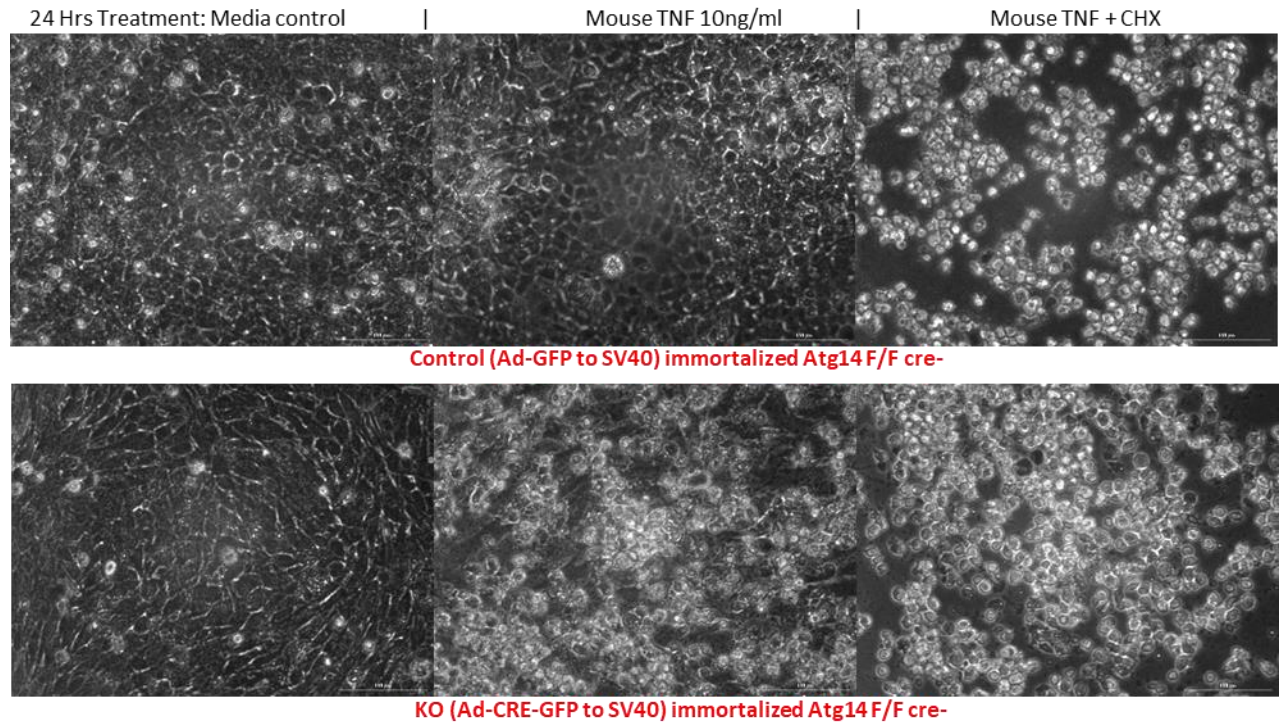 24 Hrs Treatment: Media control | Mouse TNF 10ng/ml | Mouse TNF + CHX
Control (Ad-GFP to SV40) immortalized Atg14 F/F cre-
KO (Ad-CRE-GFP to SV40) immortalized Atg14 F/F cre-